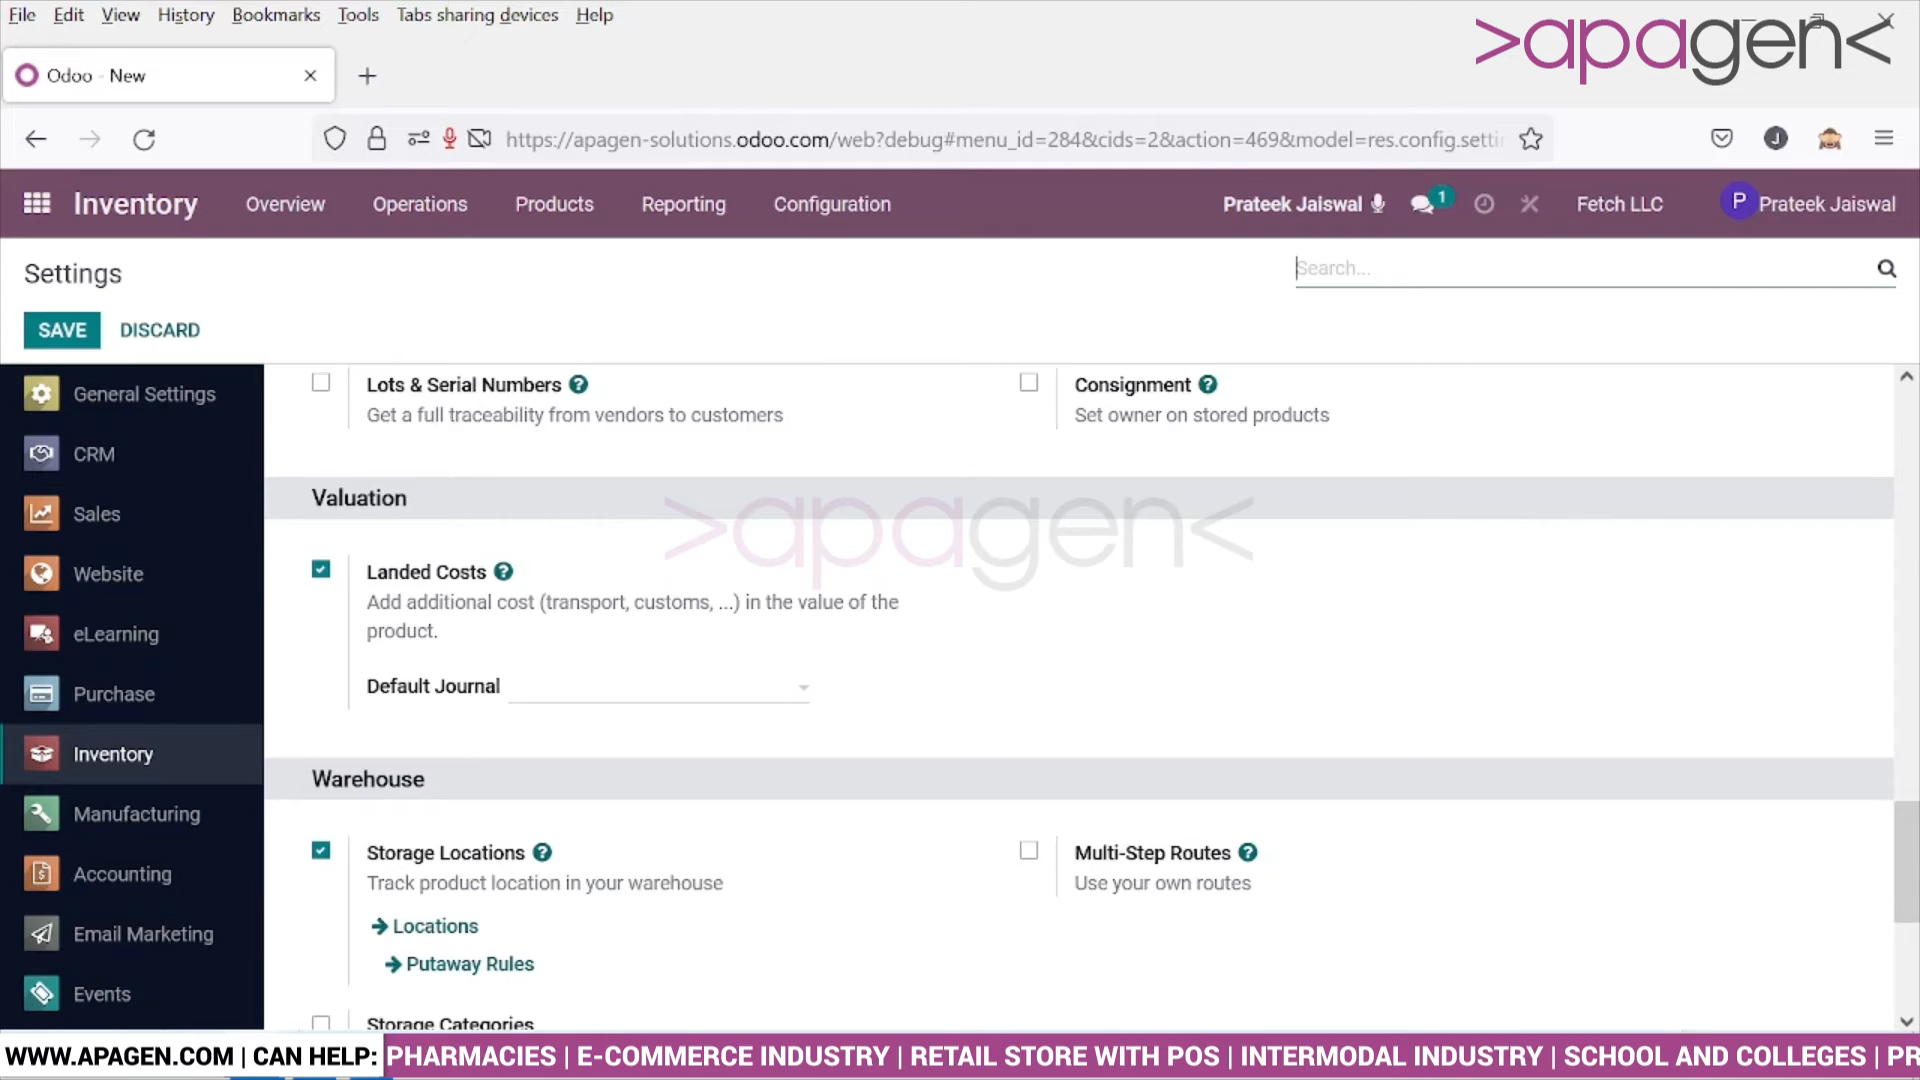 File Edit View History Bookmarks Tools Tabs sharing devices Help
>apagen<
Odoo - New
https://apagen-solutions.odoo.com/web?debug#menu_id=284&cids=2&action=469&model=res.config.setti
J
Inventory Overview Operations Products Reporting Configuration Prateek Jaiswal 1 Fetch LLC P Prateek Jaiswal
Settings
Search...
SAVE DISCARD
General Settings
CRM
Sales
Website
eLearning
Purchase
Inventory
Manufacturing
Accounting
Email Marketing
Events
Lots & Serial Numbers ?
Get a full traceability from vendors to customers
Consignment ?
Set owner on stored products
Valuation
>apagen<
Landed Costs ?
Add additional cost (transport, customs, ...) in the value of the
product.
Default Journal
Warehouse
Storage Locations ?
Track product location in your warehouse
Locations
Putaway Rules
Multi-Step Routes ?
Use your own routes
Storage Categories
WWW.APAGEN.COM | CAN HELP: PHARMACIES | E-COMMERCE INDUSTRY | RETAIL STORE WITH POS | INTERMODAL INDUSTRY | SCHOOL AND COLLEGES | PR